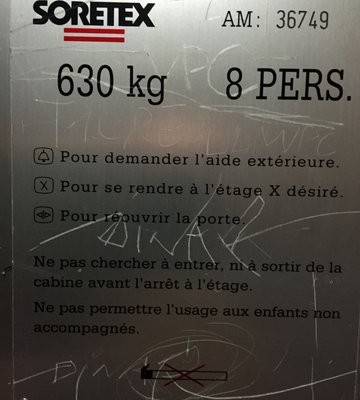 SORETEX
AM: 36749
630 kg 8 PERS.
Pour demander l'aide extérieure.
X Pour se rendre à l'étage X désiré.
Pour réouvrir la porte.
DINAR
Ne pas chercher à entrer, ni à sortir de la
cabine avant l'arrêt à l'étage.
Ne pas permettre l'usage aux enfants non
accompagnés.